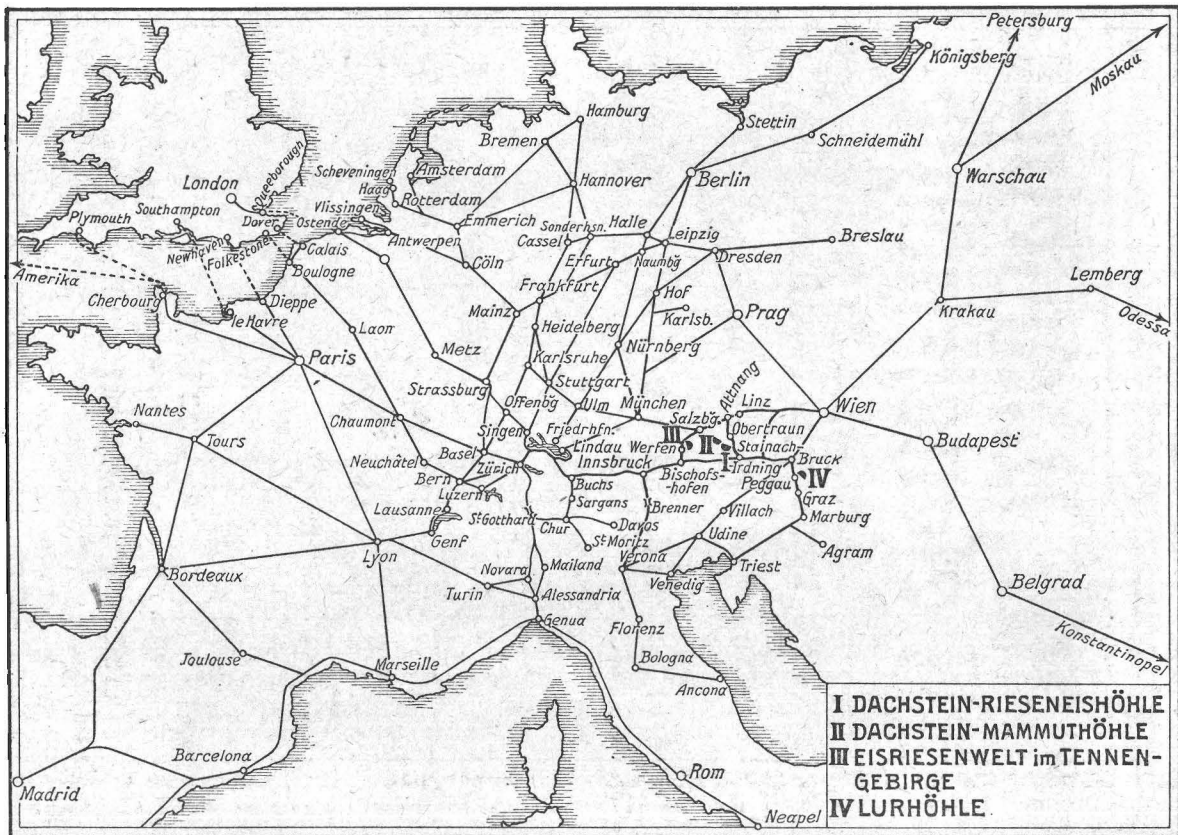 Petersburg
Königsberg
Moskau
Hamburg
Stettin
Bremen
Schneidemühl
Scheveningen
Amsterdam
Haag
Hannover
Berlin
Warschau
London
Queeborough
Rotterdam
Vlissingen
Emmerich
Plymouth
Southampton
Dover
Ostende
Sonderhsn.
Halle
Newhaven
Folkestone
Calais
Antwerpen
Cassel
Leipzig
Breslau
Boulogne
Cöln
Erfurt
Naumbg
Dresden
Amerika
Lemberg
Cherbourg
Dieppe
Frankfurt
Hof
le Havre
Mainz
Karlsb.
Prag
Krakau
Odessa
Laon
Heidelberg
Paris
Metz
Karlsruhe
Nürnberg
Strassburg
Stuttgart
Attnang
Nantes
Chaumont
Offenbg
Ulm
München
Linz
Wien
Salzbg.
Tours
Singen
Friedrhfn.
III
II
Obertraun
Budapest
Basel
Lindau
Werfen
Stainach
Neuchâtel
Zürich
Innsbruck
I
Irdning
Bruck
Bern
Bischofs-
hofen
Peggau
IV
Luzern
Buchs
Graz
Lausanne
Sargans
Brenner
Villach
Marburg
St Gotthard
Chur
Davos
Genf
St Moritz
Udine
Agram
Lyon
Verona
Bordeaux
Novara
Mailand
Venedig
Triest
Turin
Alessandria
Belgrad
Genua
Florenz
Konstantinopel
Toulouse
Marseille
Bologna
Ancona
Barcelona
Rom
Madrid
Neapel
I DACHSTEIN-RIESENEISHÖHLE
II DACHSTEIN-MAMMUTHÖHLE
III EISRIESENWELT im TENNEN-
GEBIRGE
IV LURHÖHLE